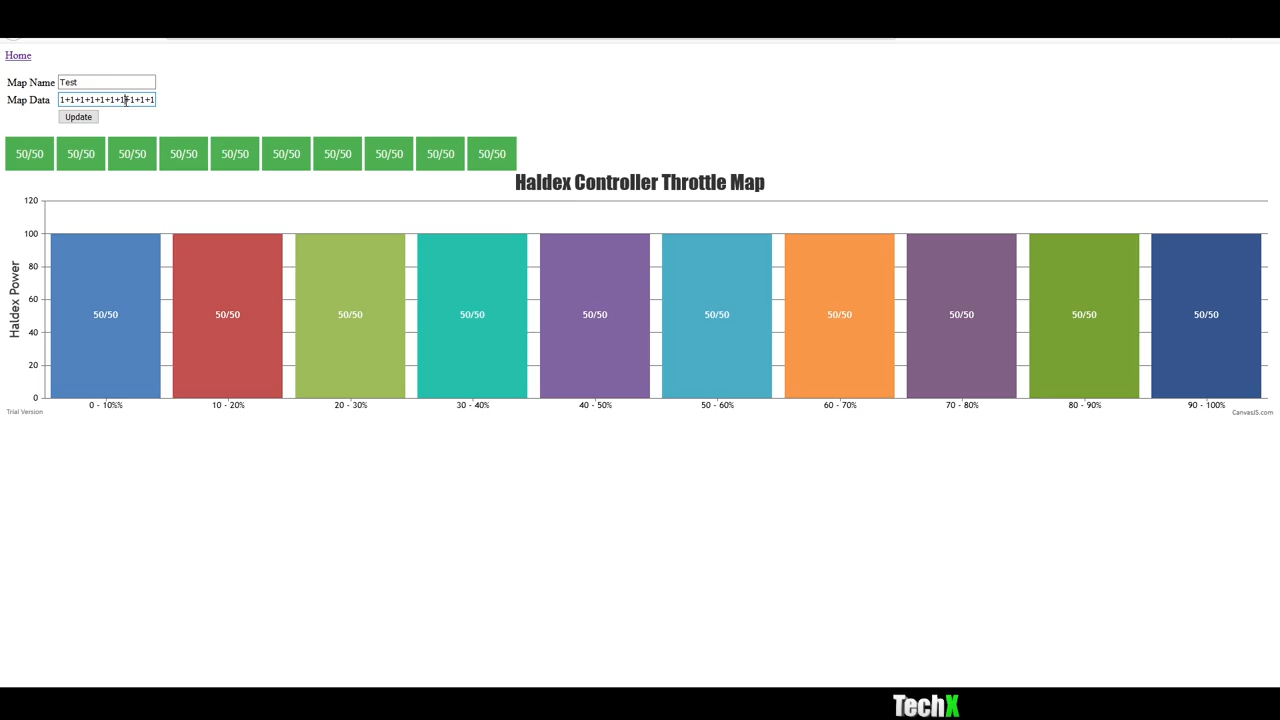 Home
Map Name Test
Map Data 1+1+1+1+1+1+1+1+1+1
Update
50/50 50/50 50/50 50/50 50/50 50/50 50/50 50/50 50/50 50/50
Haldex Controller Throttle Map
120
100
80
60
40
20
0
Haldex Power
50/50 50/50 50/50 50/50 50/50 50/50 50/50 50/50 50/50 50/50
0 - 10%% 10 - 20% 20 - 30% 30 - 40% 40 - 50% 50 - 60% 60 - 70% 70 - 80% 80 - 90% 90 - 100%
Trial Version
CanvasJS.com
TechX